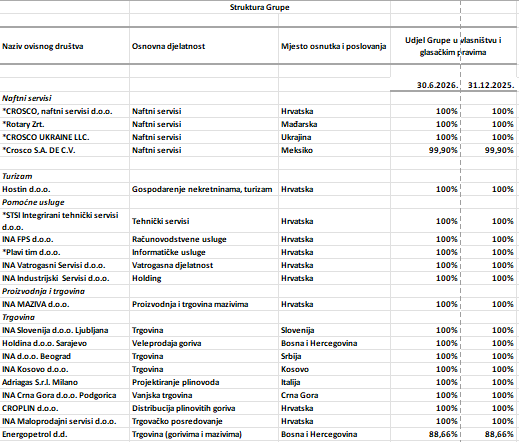 Struktura Grupe
Naziv ovisnog društva Osnovna djelatnost Mjesto osnutka i poslovanja Udjel Grupe u vlasništvu i
glasačkim pravima
30.6.2026. 31.12.2025.
Naftni servisi
*CROSCO, naftni servisi d.o.o. Naftni servisi Hrvatska 100% 100%
*Rotary Zrt. Naftni servisi Mađarska 100% 100%
*CROSCO UKRAINE LLC. Naftni servisi Ukrajina 100% 100%
*Crosco S.A. DE C.V. Naftni servisi Meksiko 99,90% 99,90%
Turizam
Hostin d.o.o. Gospodarenje nekretninama, turizam Hrvatska 100% 100%
Pomoćne usluge
*STSI Integrirani tehnički servisi
d.o.o. Tehnički servisi Hrvatska 100% 100%
INA FPS d.o.o. Računovodstvene usluge Hrvatska 100% 100%
*Plavi tim d.o.o. Informatičke usluge Hrvatska 100% 100%
INA Vatrogasni Servisi d.o.o. Vatrogasna djelatnost Hrvatska 100% 100%
INA Industrijski Servisi d.o.o. Holding Hrvatska 100% 100%
Proizvodnja i trgovina
INA MAZIVA d.o.o. Proizvodnja i trgovina mazivima Hrvatska 100% 100%
Trgovina
INA Slovenija d.o.o. Ljubljana Trgovina Slovenija 100% 100%
Holdina d.o.o. Sarajevo Veleprodaja goriva Bosna i Hercegovina 100% 100%
INA d.o.o. Beograd Trgovina Srbija 100% 100%
INA Kosovo d.o.o. Trgovina Kosovo 100% 100%
Adriagas S.r.l. Milano Projektiranje plinovoda Italija 100% 100%
INA Crna Gora d.o.o. Podgorica Vanjska trgovina Crna Gora 100% 100%
CROPLIN d.o.o. Distribucija plinovitih goriva Hrvatska 100% 100%
INA Maloprodajni servisi d.o.o. Trgovačko posredovanje Hrvatska 100% 100%
Energopetrol d.d. Trgovina (gorivima i mazivima) Bosna i Hercegovina 88,66% 88,66%